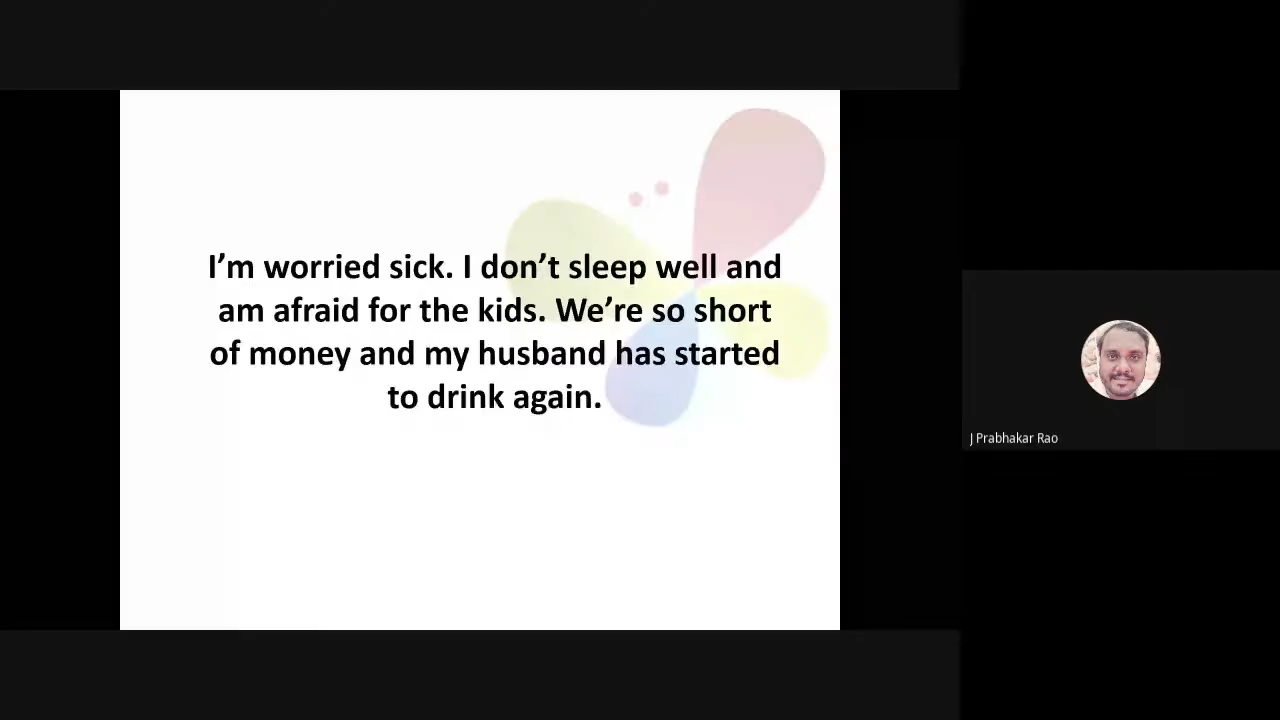 I’m worried sick. I don’t sleep well and
am afraid for the kids. We’re so short
of money and my husband has started
to drink again.
J Prabhakar Rao